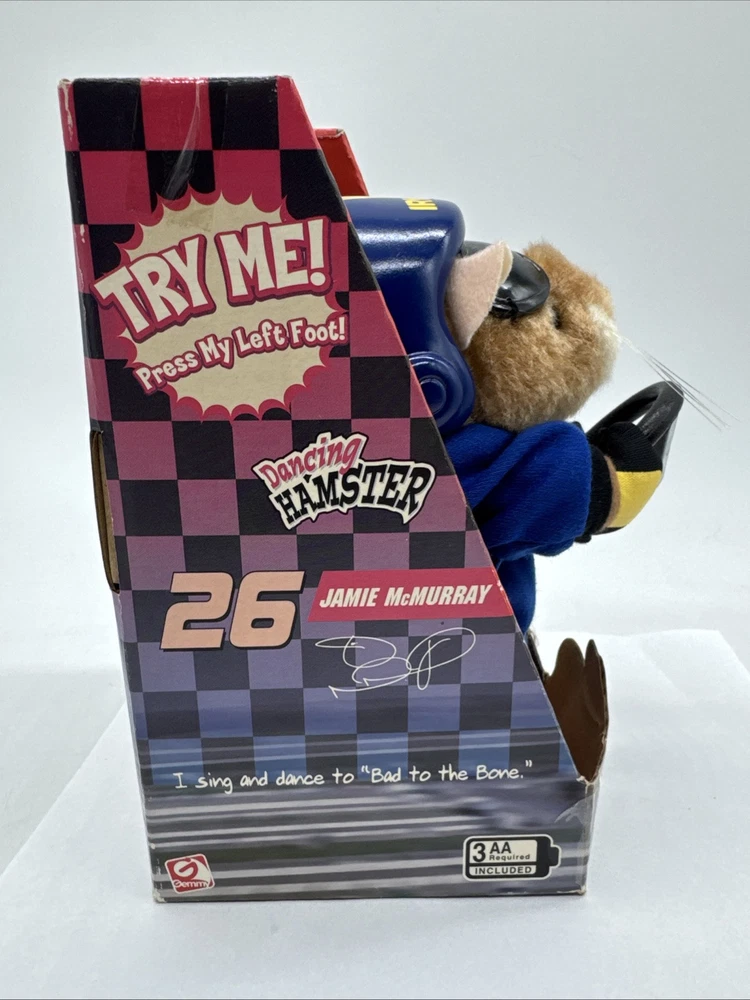 TRY ME!
Press My Left Foot!
Dancing
HAMSTER
26 JAMIE McMURRAY
I sing and dance to "Bad to the Bone."
3 AA
Required
INCLUDED
Gemmy